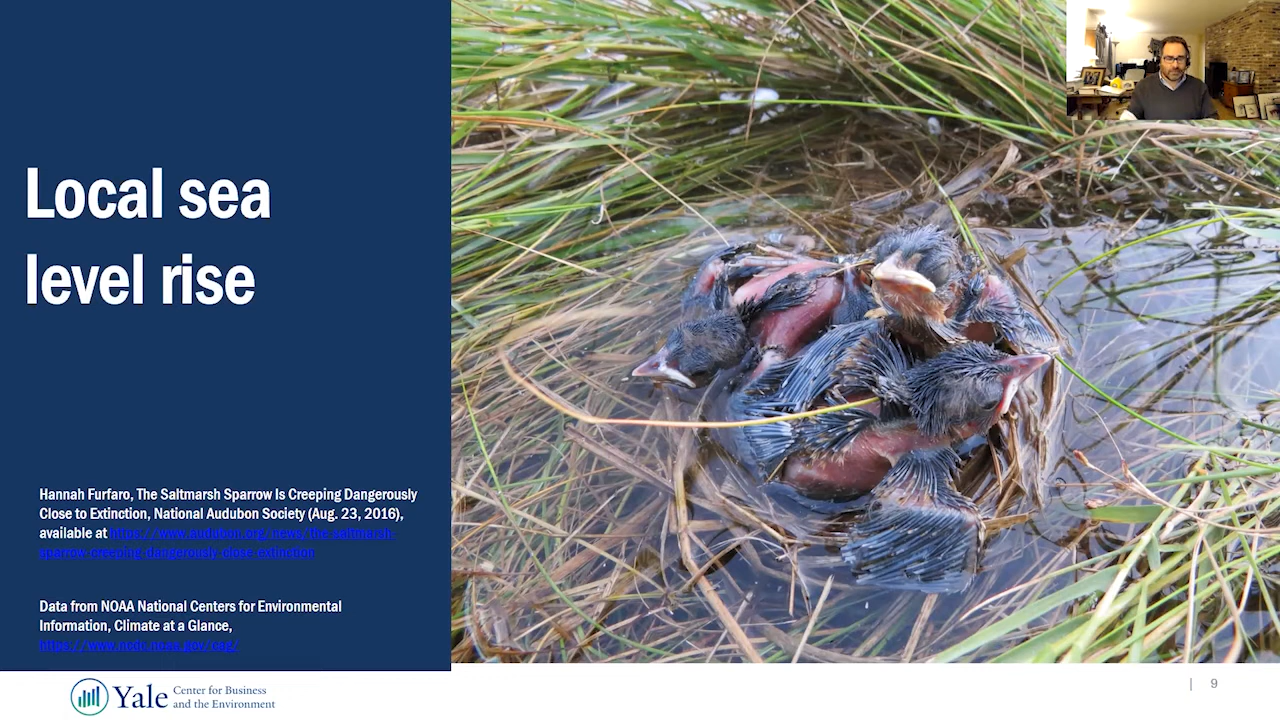 Local sea
level rise
Hannah Furfaro, The Saltmarsh Sparrow Is Creeping Dangerously
Close to Extinction, National Audubon Society (Aug. 23, 2016),
available at https://www.audubon.org/news/the-saltmarsh-
sparrow-creeping-dangerously-close-extinction
Data from NOAA National Centers for Environmental
Information, Climate at a Glance,
https://www.ncdc.noaa.gov/cag/
Yale Center for Business
and the Environment
| 9